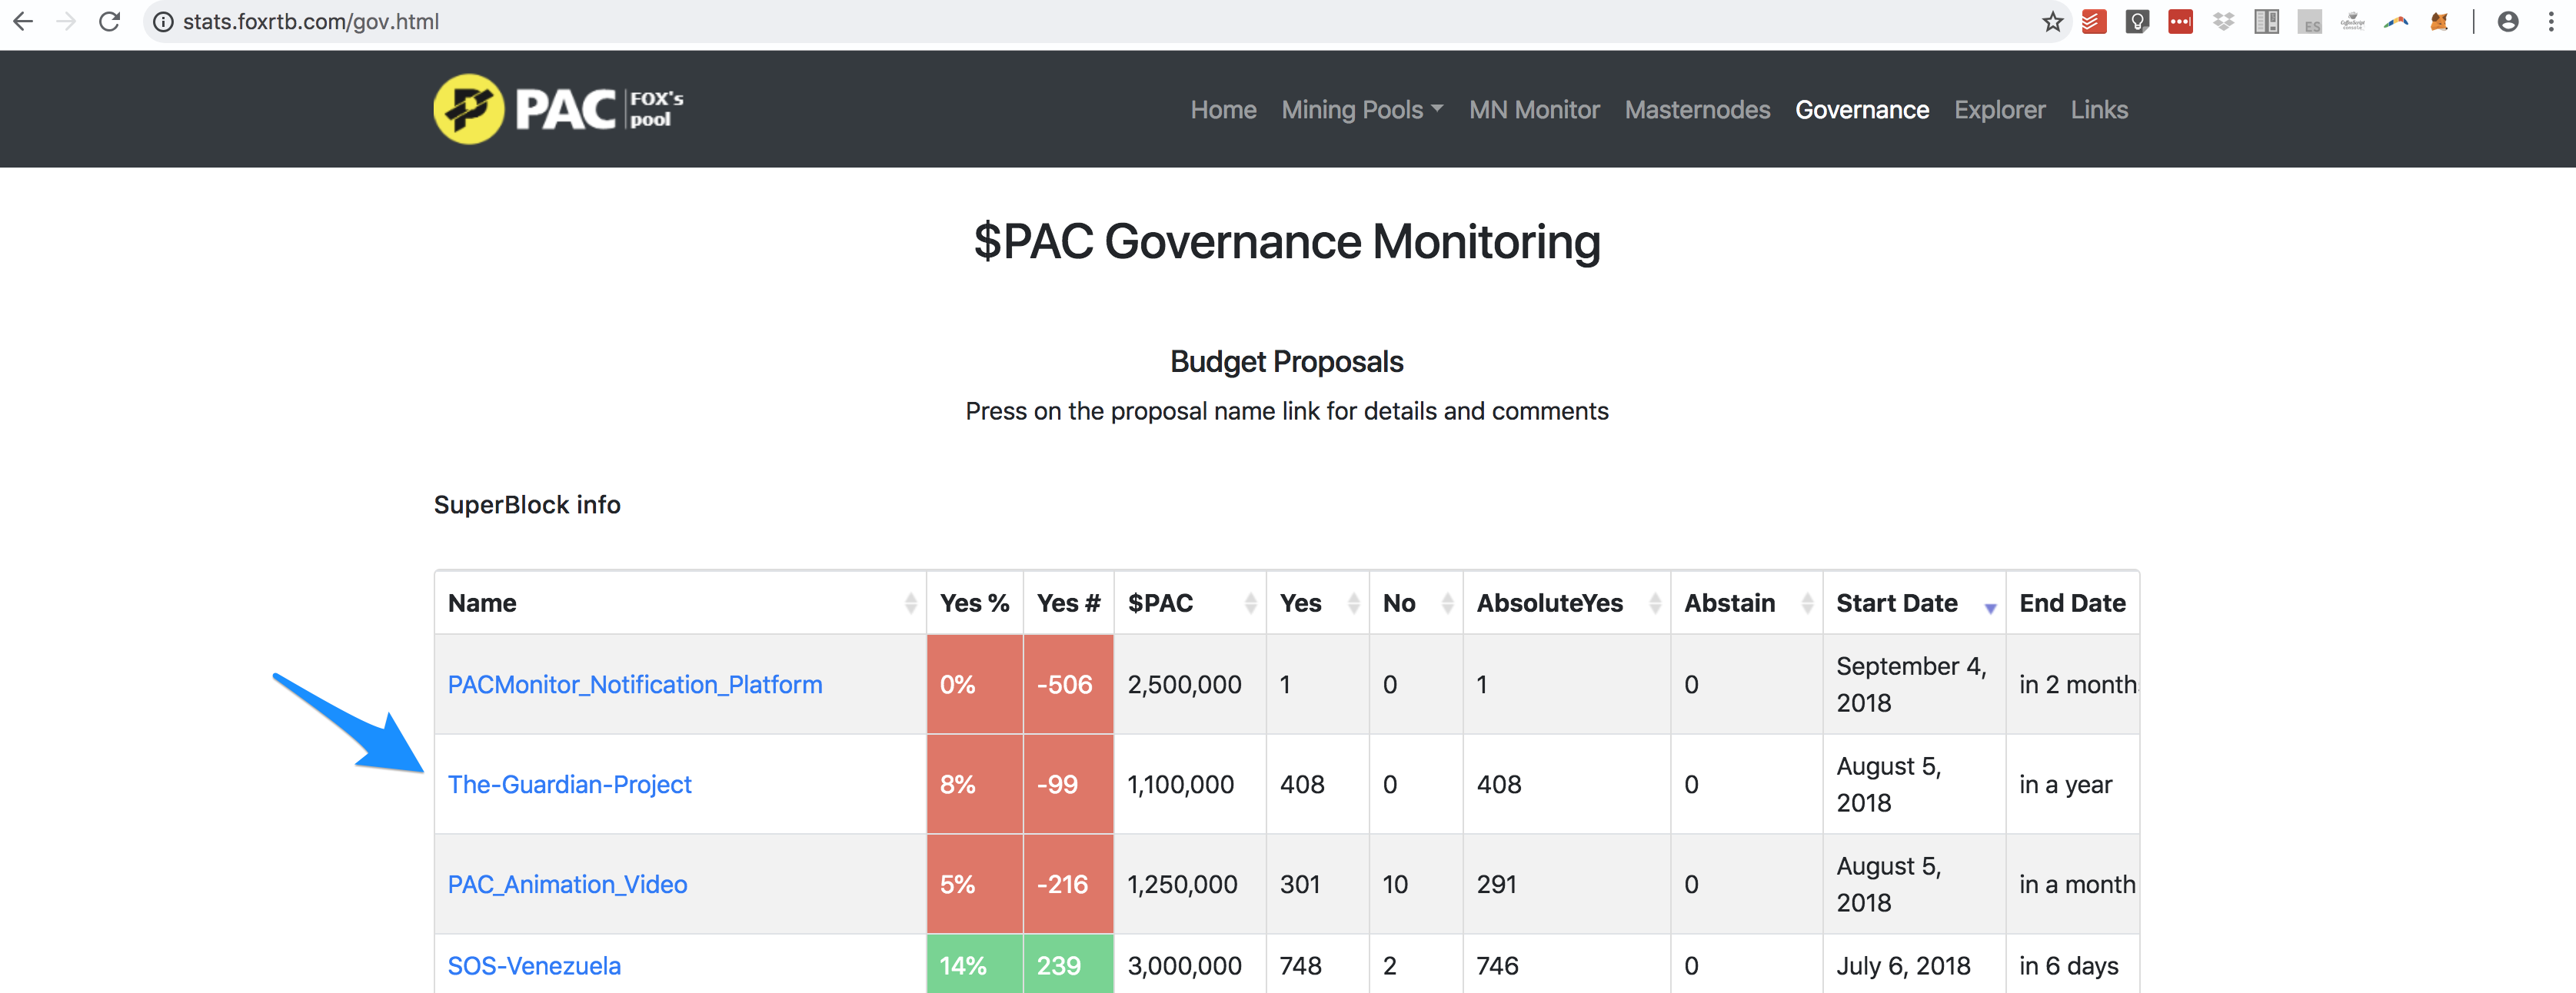 stats.foxrtb.com/gov.html
PAC FOX's pool
Home Mining Pools MN Monitor Masternodes Governance Explorer Links
$PAC Governance Monitoring
Budget Proposals
Press on the proposal name link for details and comments
SuperBlock info
Name Yes % Yes # $PAC Yes No AbsoluteYes Abstain Start Date End Date
PACMonitor_Notification_Platform 0% -506 2,500,000 1 0 1 0 September 4, 2018 in 2 month
The-Guardian-Project 8% -99 1,100,000 408 0 408 0 August 5, 2018 in a year
PAC_Animation_Video 5% -216 1,250,000 301 10 291 0 August 5, 2018 in a month
SOS-Venezuela 14% 239 3,000,000 748 2 746 0 July 6, 2018 in 6 days